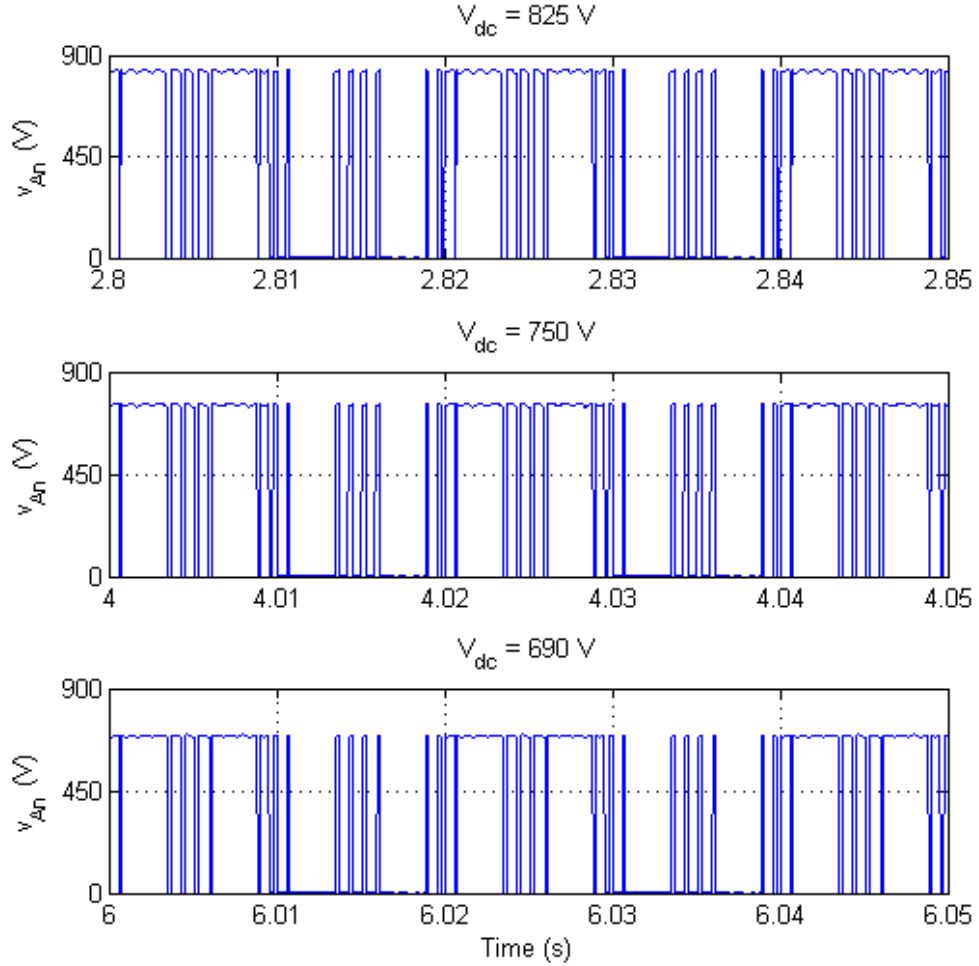 V_dc = 825 V
900
450
0
v_An (V)
2.8 2.81 2.82 2.83 2.84 2.85
V_dc = 750 V
900
450
0
v_An (V)
4 4.01 4.02 4.03 4.04 4.05
V_dc = 690 V
900
450
0
v_An (V)
6 6.01 6.02 6.03 6.04 6.05
Time (s)